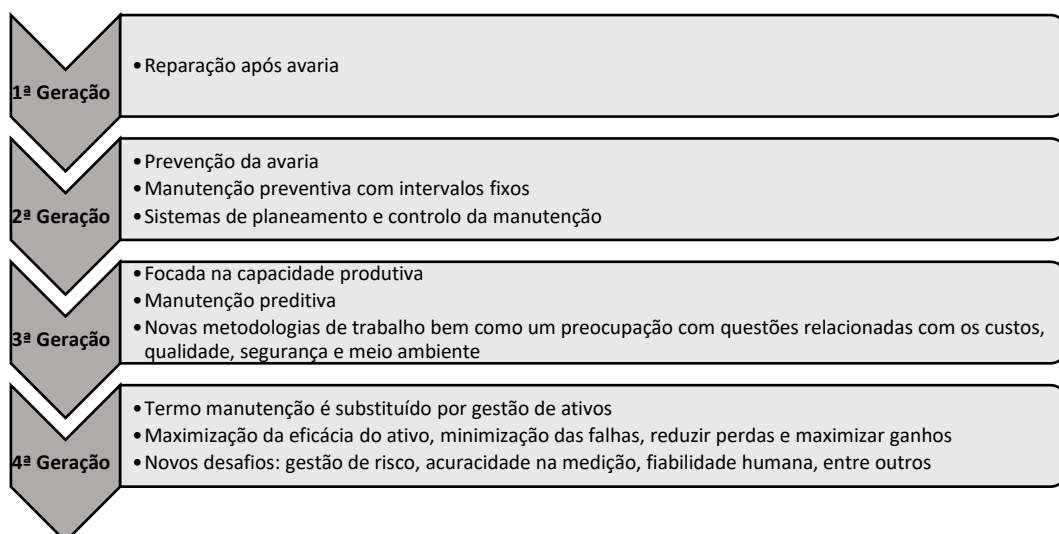 1ª Geração
•Reparação após avaria
2ª Geração
•Prevenção da avaria
•Manutenção preventiva com intervalos fixos
•Sistemas de planeamento e controlo da manutenção
3ª Geração
•Focada na capacidade produtiva
•Manutenção preditiva
•Novas metodologias de trabalho bem como um preocupação com questões relacionadas com os custos,
qualidade, segurança e meio ambiente
4ª Geração
•Termo manutenção é substituído por gestão de ativos
•Maximização da eficácia do ativo, minimização das falhas, reduzir perdas e maximizar ganhos
•Novos desafios: gestão de risco, acuracidade na medição, fiabilidade humana, entre outros